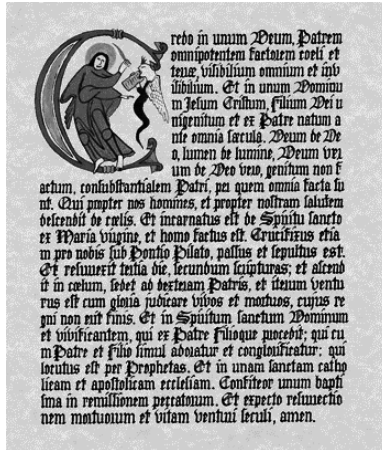 Credo in unum Deum, Patrem
omnipotentem factorem coeli et
terræ, visibilium omnium et inv
isibilium. Et in unum Dominu
m Jesum Cristum, Filium Dei u
nigenitum et ex Patre natum a
nte omnia sæcula. Deum de De
o, lumen de lumine, Deum ver
um de Deo vero, genitum non f
actum, consubstantialem Patri, per quem omnia facta su
nt. Qui propter nos homines, et propter nostram salutem
descendit de cœlis. Et incarnatus est de Spiritu sancto
ex Maria virgine, et homo factus est. Crucifixus etia
m pro nobis sub Pontio Pilato, passus et sepultus est.
Et resurrexit tertia die, secundum scripturas; et ascend
it in cœlum, sedet ad dexteram Patris, et iterum ventu
rus est cum gloria judicare vivos et mortuos, cujus re
gni non erit finis. Et in Spiritum sanctum Dominum
et vivificantem, qui ex Patre Filioque procedit; qui cu
m Patre et Filio simul adoratur et conglorificatur; qui
locutus est per Prophetas. Et in unam sanctam catho
licam et apostolicam ecclesiam. Confiteor unum bapti
sma in remissionem peccatorum. Et expecto resurrectio
nem mortuorum et vitam venturi seculi, amen.